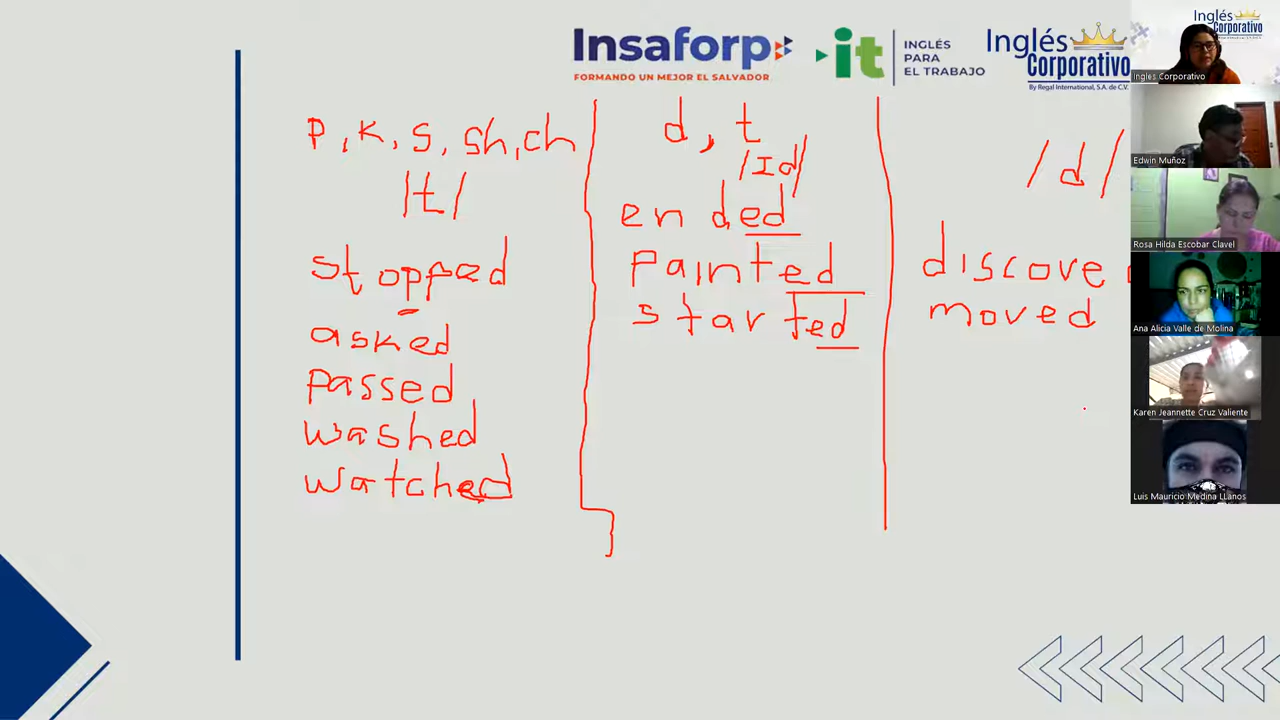 Insaforp
FORMANDO UN MEJOR EL SALVADOR
it
INGLÉS
PARA
EL TRABAJO
Inglés
Corporativo
By Regal International, S.A. de C.V.
Inglés
Corporativo
p, k, s, sh, ch
/t/
stopped
asked
passed
washed
watched
d, t
/Id/
ended
painted
started
/d/
discove
moved
Ingles Corporativo
Edwin Muñoz
Rosa Hilda Escobar Clavel
Ana Alicia Valle de Molina
Karen Jeannette Cruz Valiente
Luis Mauricio Medina LLanos